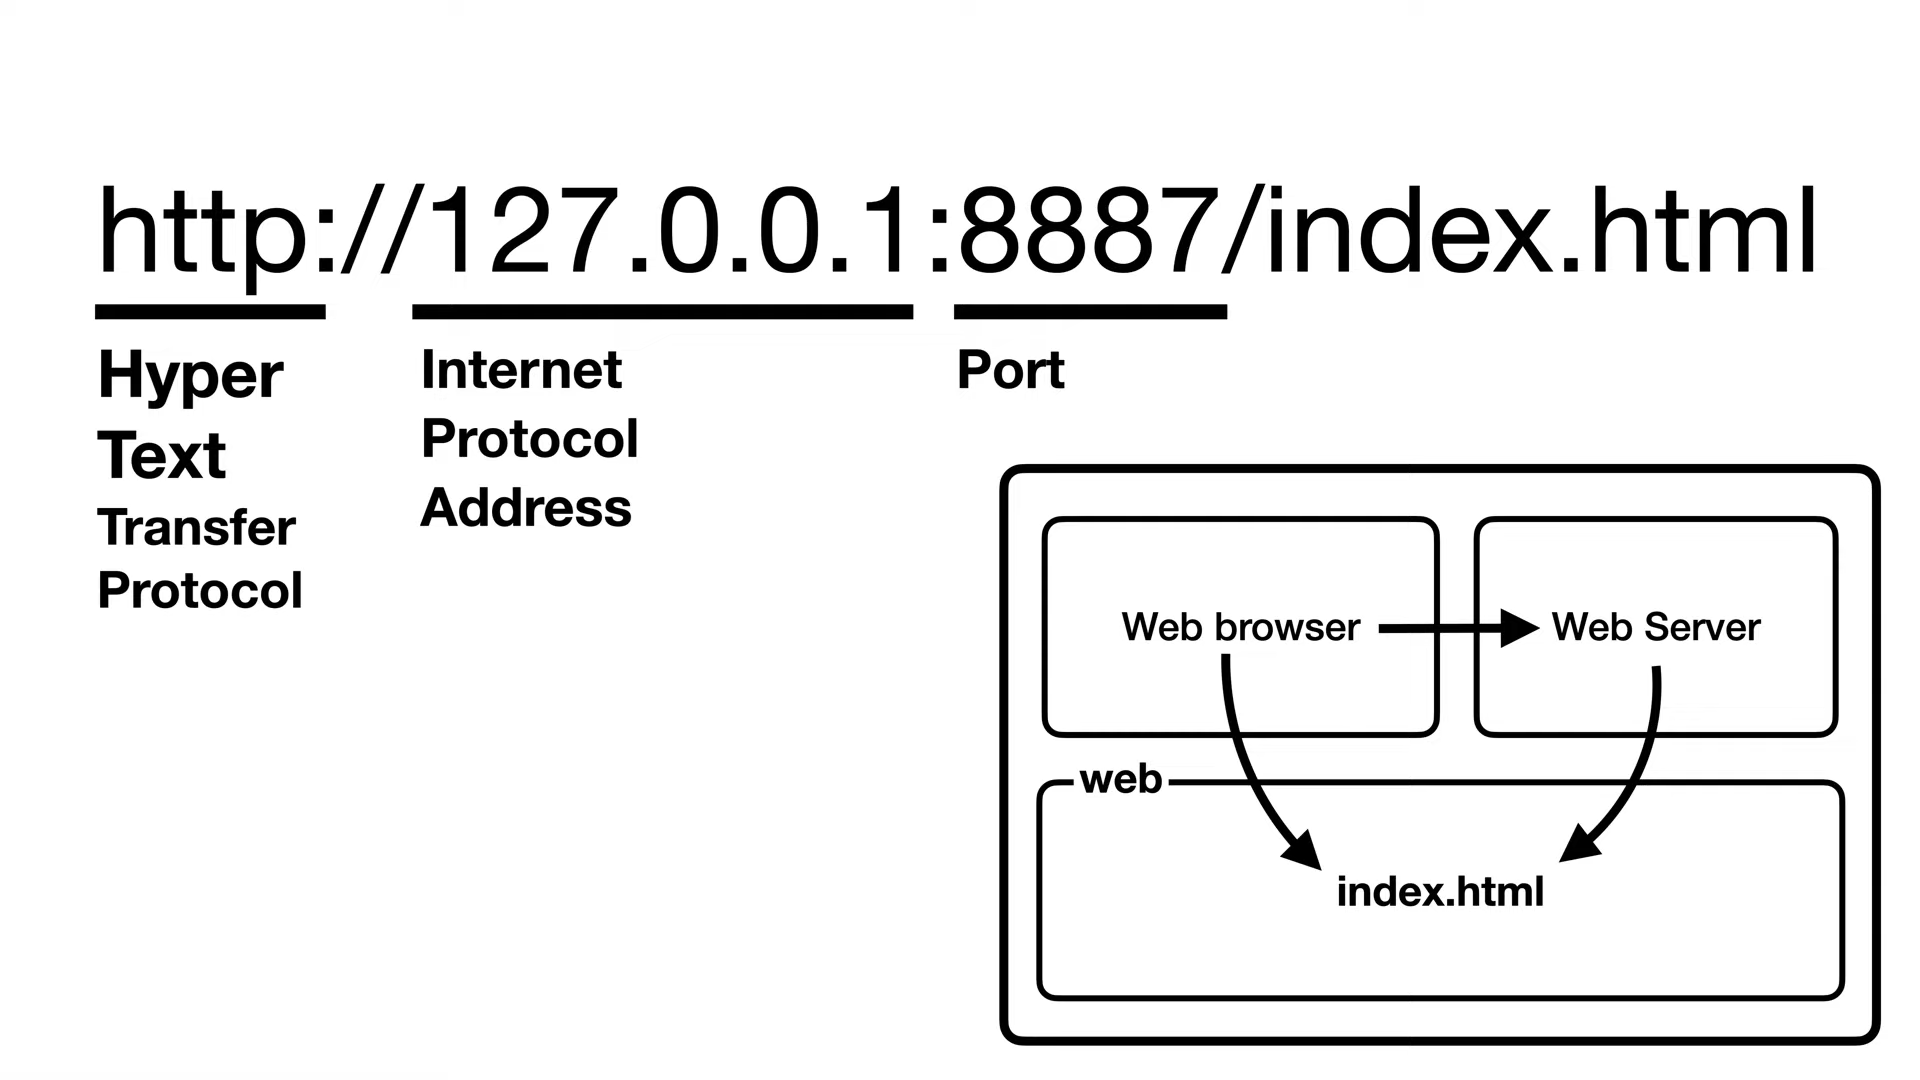 http://127.0.0.1:8887/index.html
Hyper
Text
Transfer
Protocol
Internet
Protocol
Address
Port
Web browser
Web Server
web
index.html